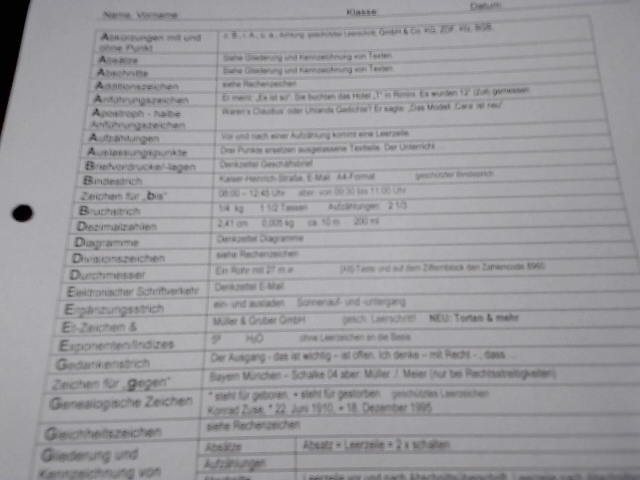 Name, Vorname Klasse: Datum:
Abkürzungen mit und ohne Punkt z. B., i. A., u. a., Achtung: geschützter Leerschritt, GmbH & Co. KG, ZDF, Kfz, BGB,
Absätze Siehe Gliederung und Kennzeichnung von Texten.
Abschnitte Siehe Gliederung und Kennzeichnung von Texten.
Additionszeichen siehe Rechenzeichen
Anführungszeichen Er meint: „Es ist so“. Sie buchten das Hotel „T“ in Rimini. Es wurden 12" (Zoll) gemessen
Apostroph - halbe Anführungszeichen Waren's Claudius' oder Uhlands Gedichte? Er sagte: „Das Modell ‚Cara‘ ist neu“.
Aufzählungen Vor und nach einer Aufzählung kommt eine Leerzeile.
Auslassungspunkte Drei Punkte ersetzen ausgelassene Textteile. Der Unterricht ...
Briefvordrucke/-lagen Denkzettel Geschäftsbrief
Bindestrich Kaiser-Heinrich-Straße, E-Mail A4-Format geschützter Bindestrich
Zeichen für „bis“ 08:00 – 12:45 Uhr aber: von 09:30 bis 11:00 Uhr
Bruchstrich 1/4 kg 1 1/2 Tassen Aufzählungen: 2 1/3
Dezimalzahlen 2,41 cm 0,005 kg ca. 10 m 200 ml
Diagramme Denkzettel Diagramme
Divisionszeichen siehe Rechenzeichen
Durchmesser Ein Rohr mit 27 m ø [Alt]-Taste und auf dem Ziffernblock den Zahlencode
Elektronischer Schriftverkehr Denkzettel E-Mail
Ergänzungsstrich ein- und ausladen Sonnenauf- und -untergang
Et-Zeichen & Müller & Gruber GmbH gesch. Leerschritt! NEU: Torten & mehr
Exponenten/Indizes H₂O ohne Leerzeichen an die Basis
Gedankenstrich Der Ausgang - das ist wichtig – ist offen. Ich denke – mit Recht - , dass ...
Zeichen für „gegen“ Bayern München – Schalke 04 aber: Müller ./. Meier (nur bei Rechtsstreitigkeiten)
Genealogische Zeichen * steht für geboren, + steht für gestorben geschütztes Leerzeichen
Konrad Zuse, * 22. Juni 1910, + 18. Dezember 1995
Gleichheitszeichen siehe Rechenzeichen
Gliederung und Absätze Absatz = Leerzeile = 2 x schalten
Kennzeichnung von Aufzählungen
Abschnitte Leerzeile vor und nach